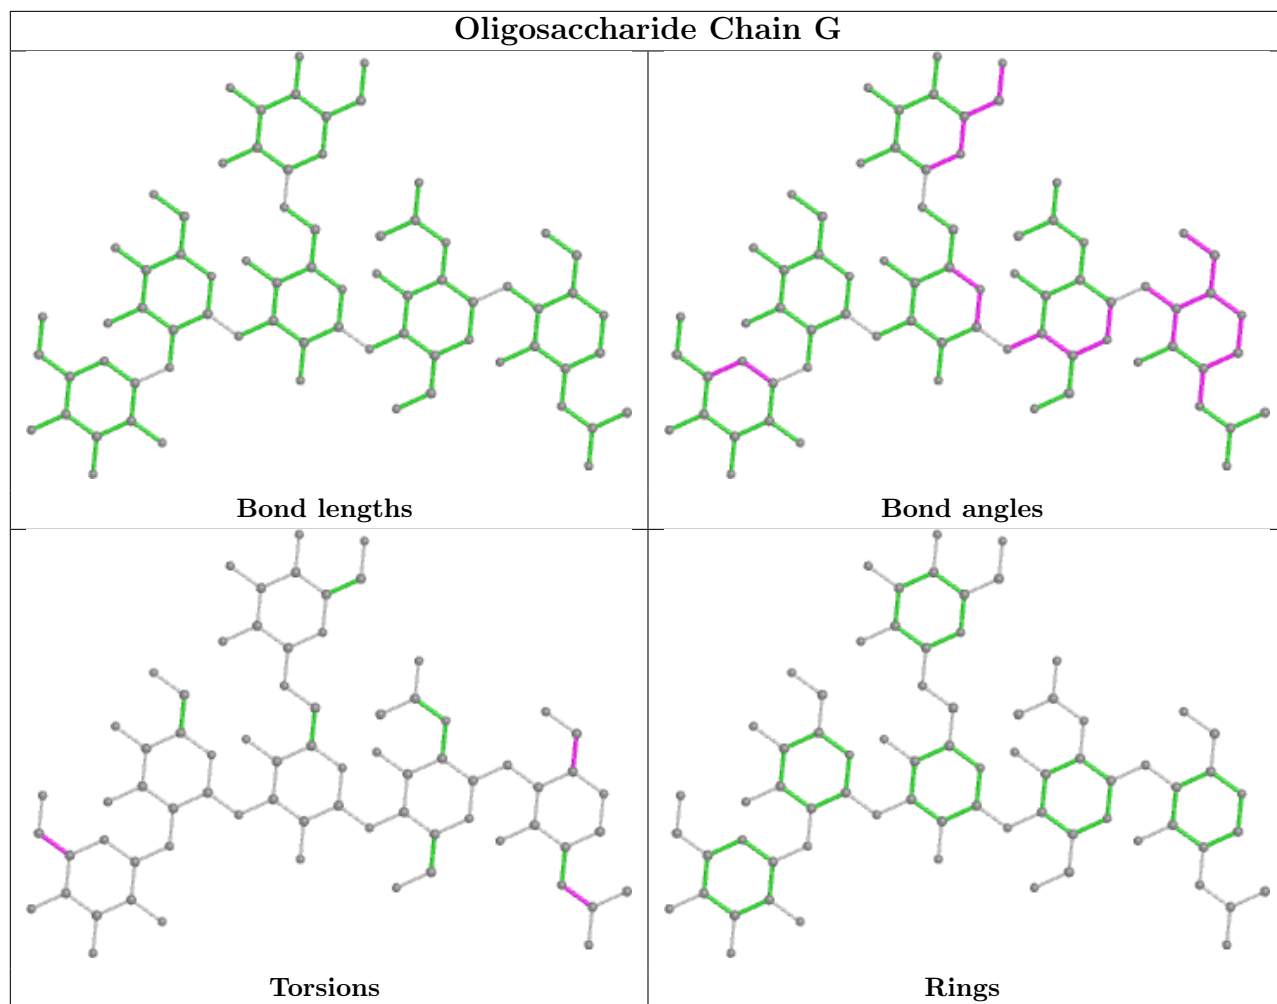 Oligosaccharide Chain G
Bond lengths
Bond angles
Torsions
Rings